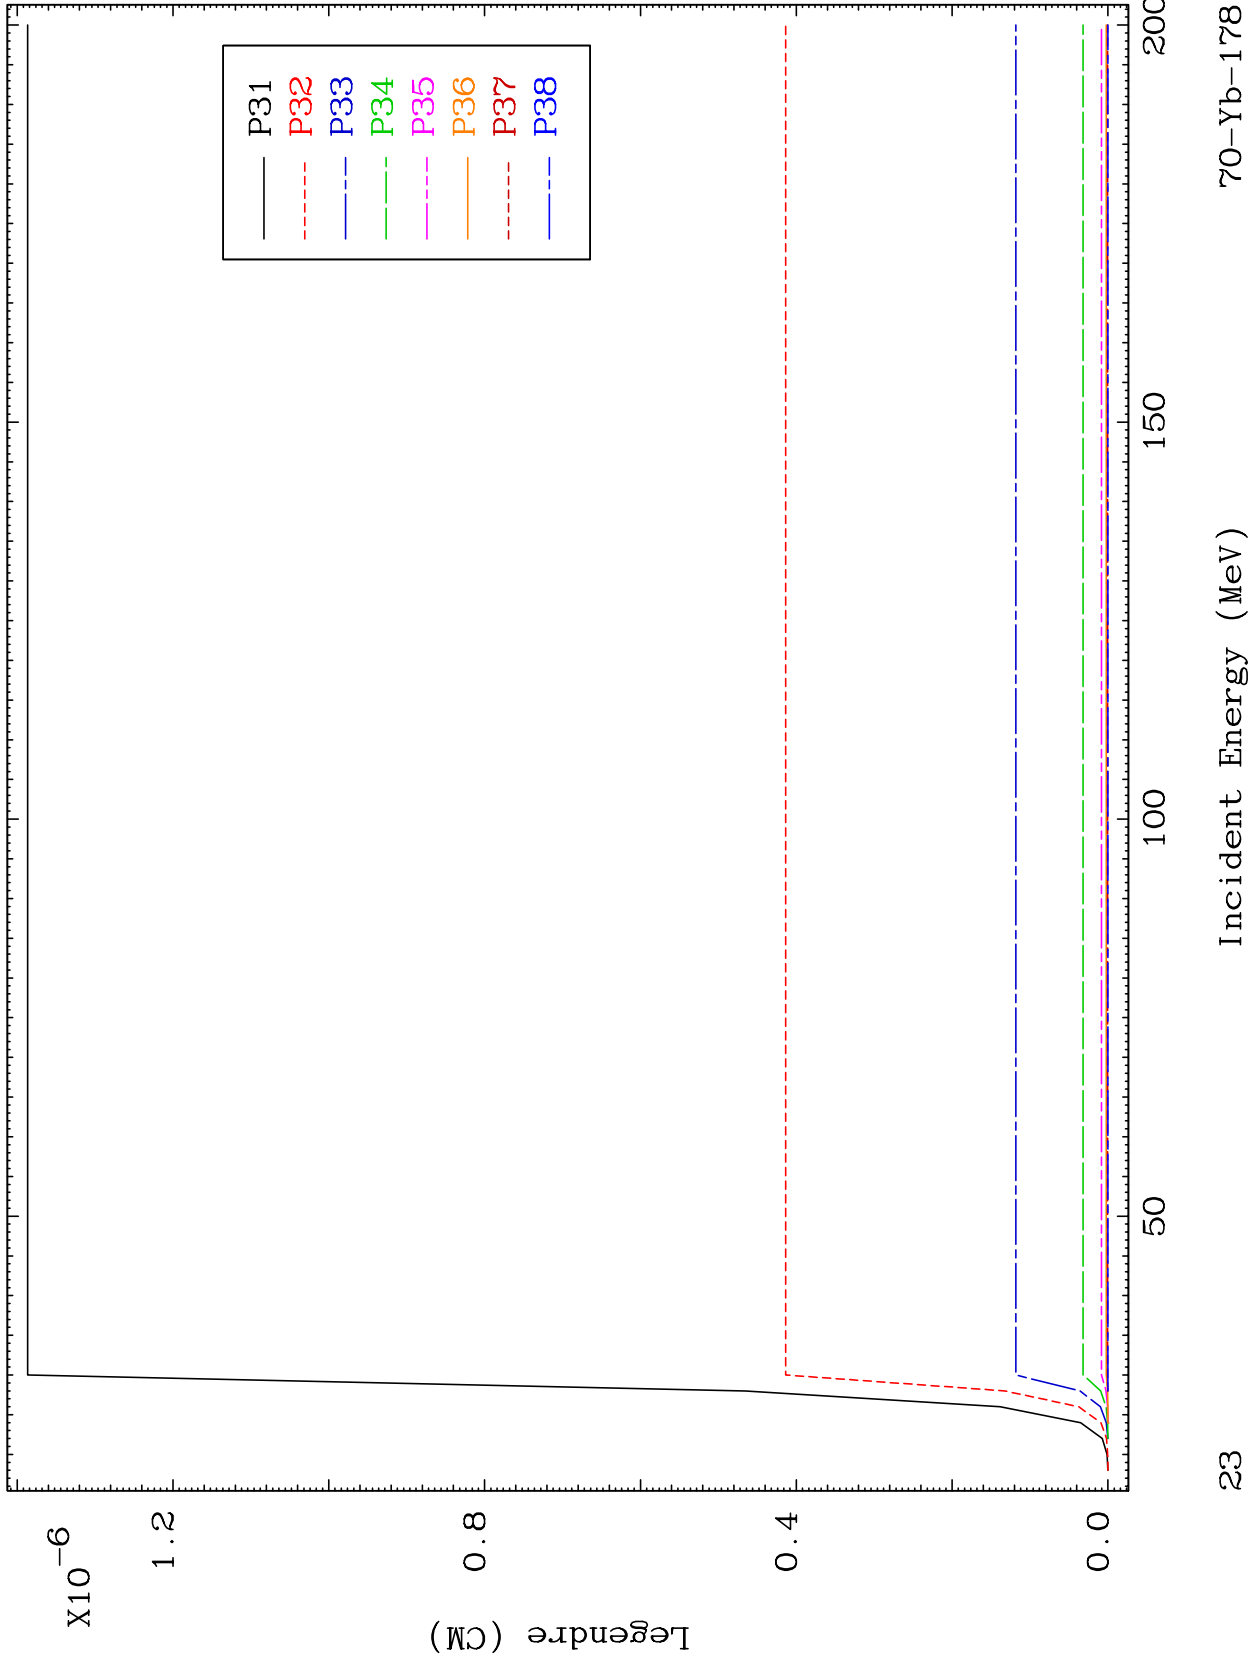 X10-6
1.2
0.8
0.4
0.0
Legendre (CM)
P31
P32
P33
P34
P35
P36
P37
P38
50
100
150
200
23
Incident Energy (MeV)
70-Yb-178